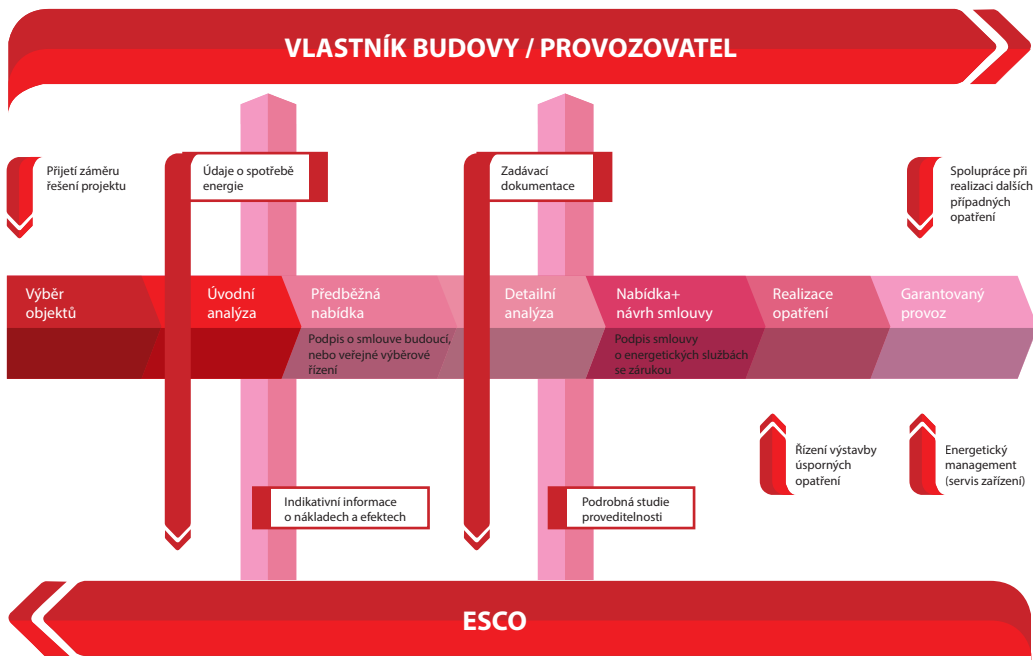 VLASTNÍK BUDOVY / PROVOZOVATEL
Přijetí záměru
řešení projektu
Údaje o spotřebě
energie
Zadávací
dokumentace
Spolupráce při
realizaci dalších
případných
opatření
Výběr
objektů
Úvodní
analýza
Předběžná
nabídka
Podpis o smlouve budoucí,
nebo veřejné výběrové
řízení
Detailní
analýza
Nabídka+
návrh smlouvy
Podpis smlouvy
o energetických službách
se zárukou
Realizace
opatření
Garantovaný
provoz
Indikativní informace
o nákladech a efektech
Podrobná studie
proveditelnosti
Řízení výstavby
úsporných
opatření
Energetický
management
(servis zařízení)
ESCO